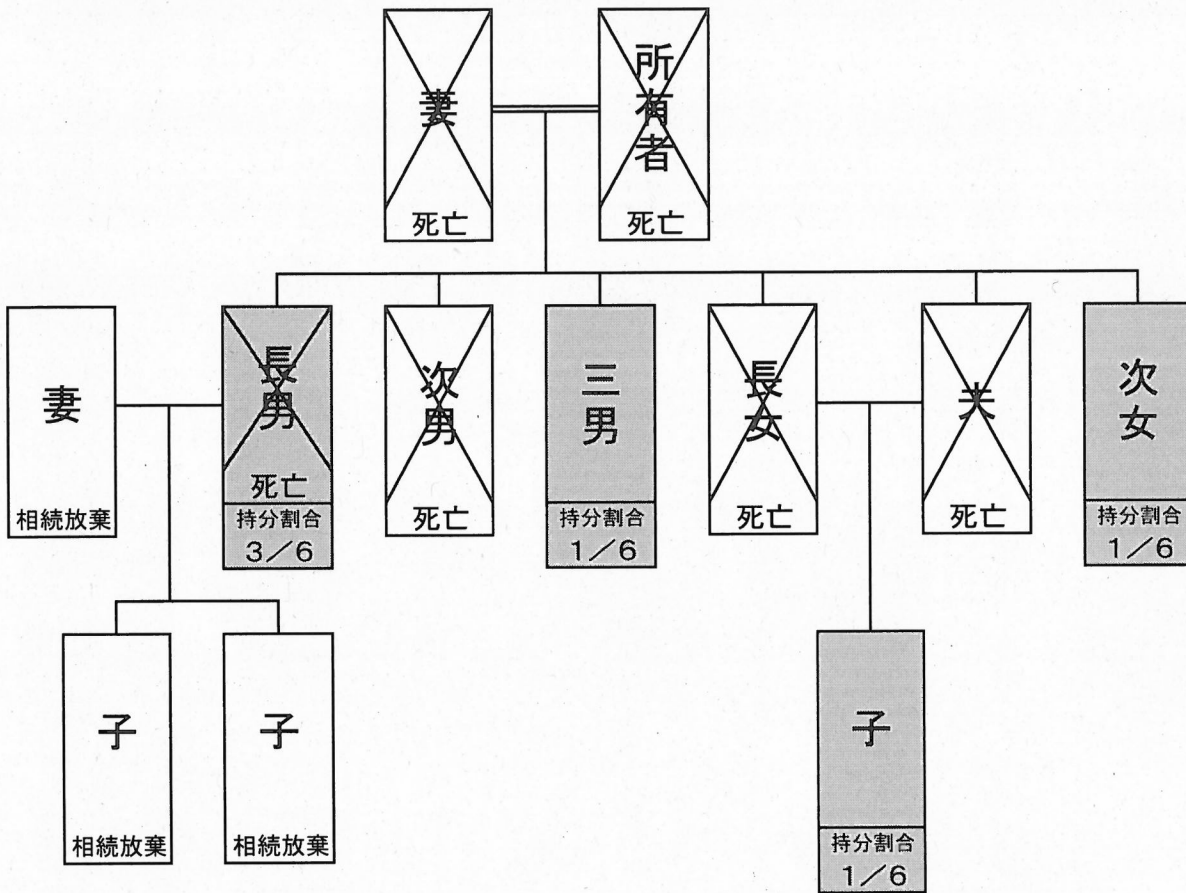 妻
死亡
所有者
死亡
妻
相続放棄
長男
死亡
持分割合
3/6
次男
死亡
三男
持分割合
1/6
長女
死亡
夫
死亡
次女
持分割合
1/6
子
相続放棄
子
相続放棄
子
持分割合
1/6